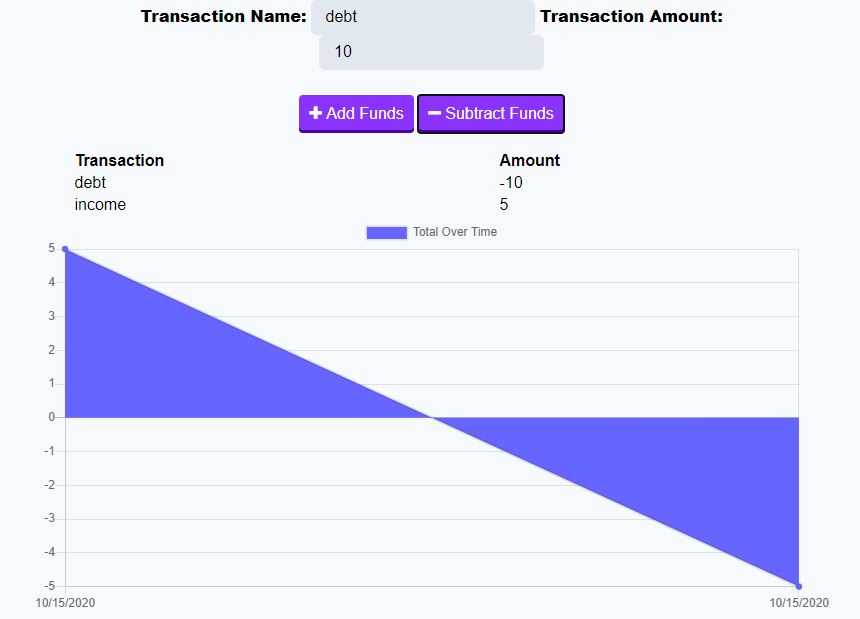 Transaction Name: debt Transaction Amount:
10
Add Funds Subtract Funds
Transaction Amount
debt -10
income 5
Total Over Time
5
4
3
2
1
0
-1
-2
-3
-4
-5
10/15/2020 10/15/2020